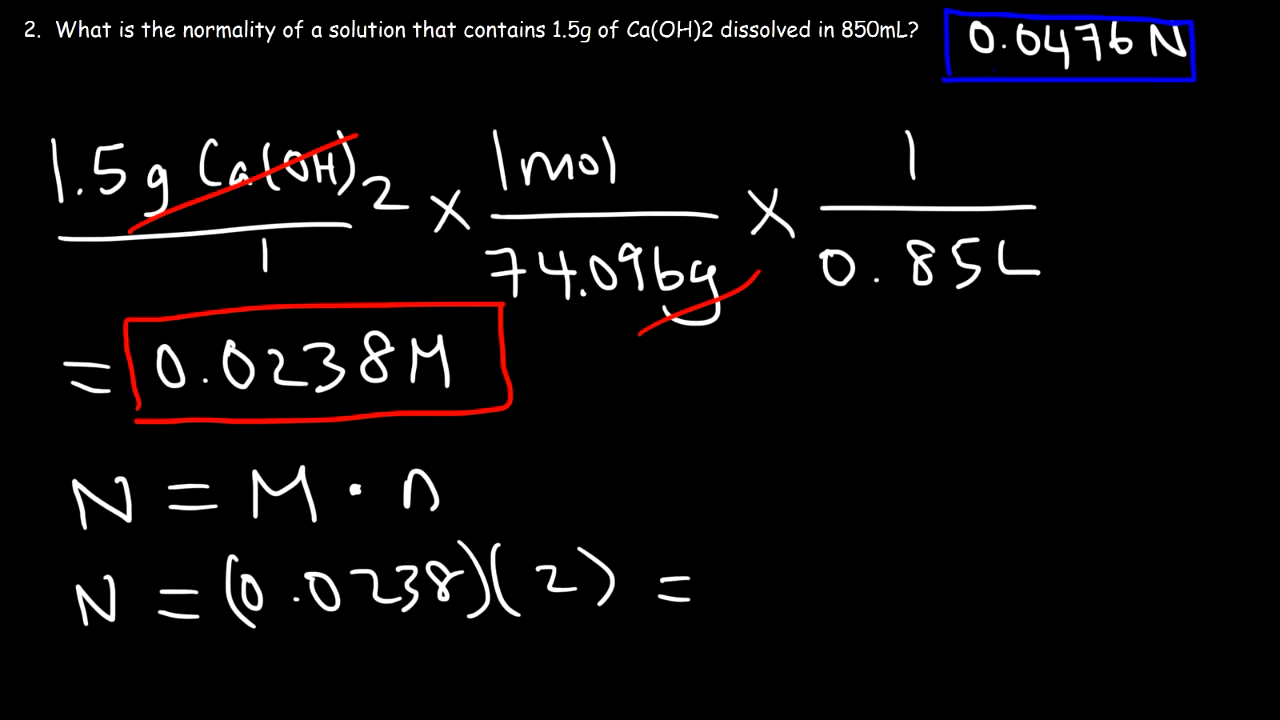 2. What is the normality of a solution that contains 1.5g of Ca(OH)2 dissolved in 850mL?
0.0476 N
1.5 g Ca(OH)2 × 1 mol × 1
1 74.096g 0.85L
= 0.0238 M
N = M · n
N = (0.0238)(2) =